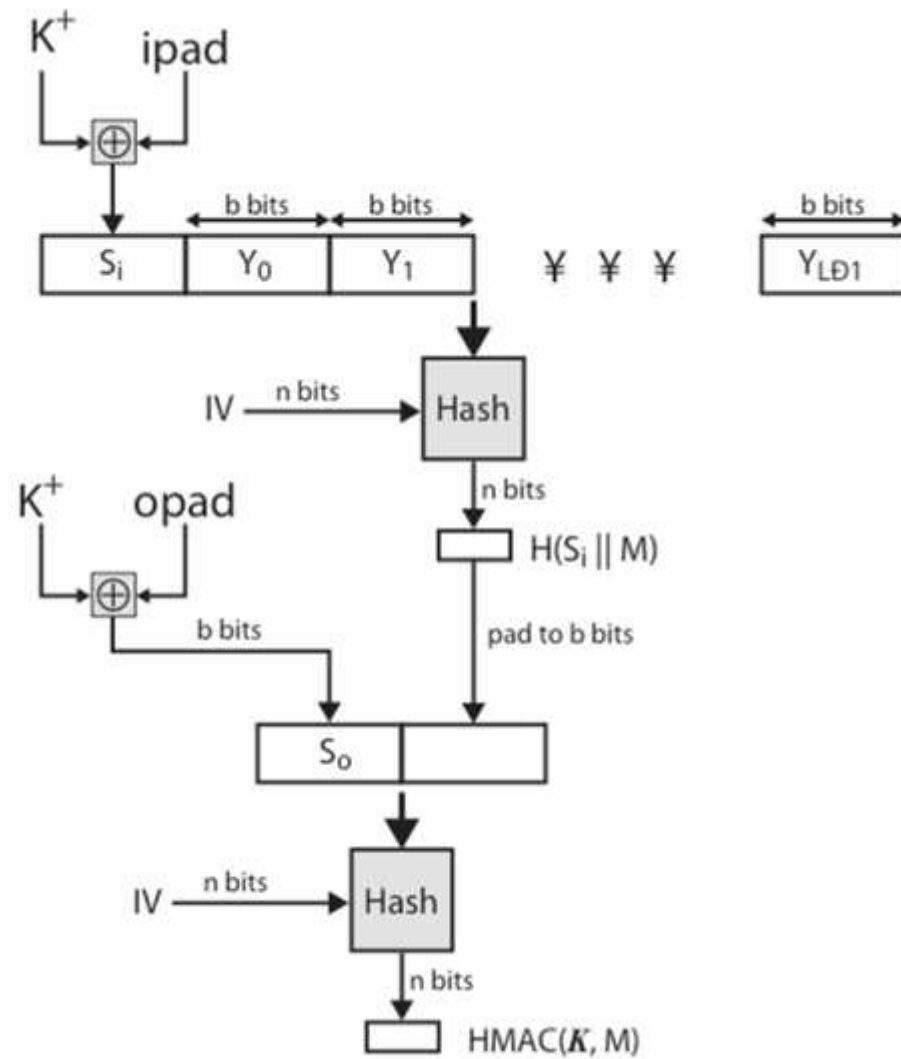 K+ ipad
b bits b bits b bits
Si Y0 Y1 ¥ ¥ ¥ YLÐ1
IV n bits Hash
n bits
K+ opad
H(Si || M)
b bits
pad to b bits
So
IV n bits Hash
n bits
HMAC(K, M)